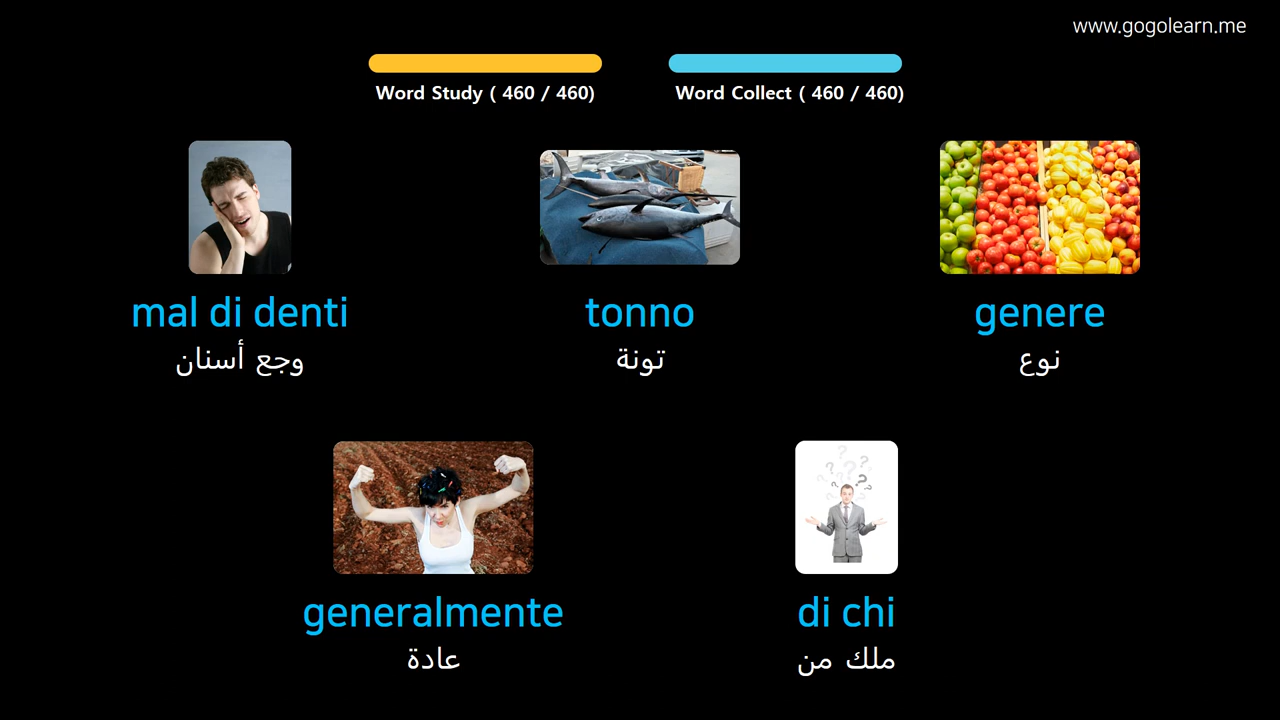 www.gogolearn.me
Word Study ( 460 / 460)
Word Collect ( 460 / 460)
mal di denti
وجع أسنان
tonno
تونة
genere
نوع
generalmente
عادة
di chi
ملك من